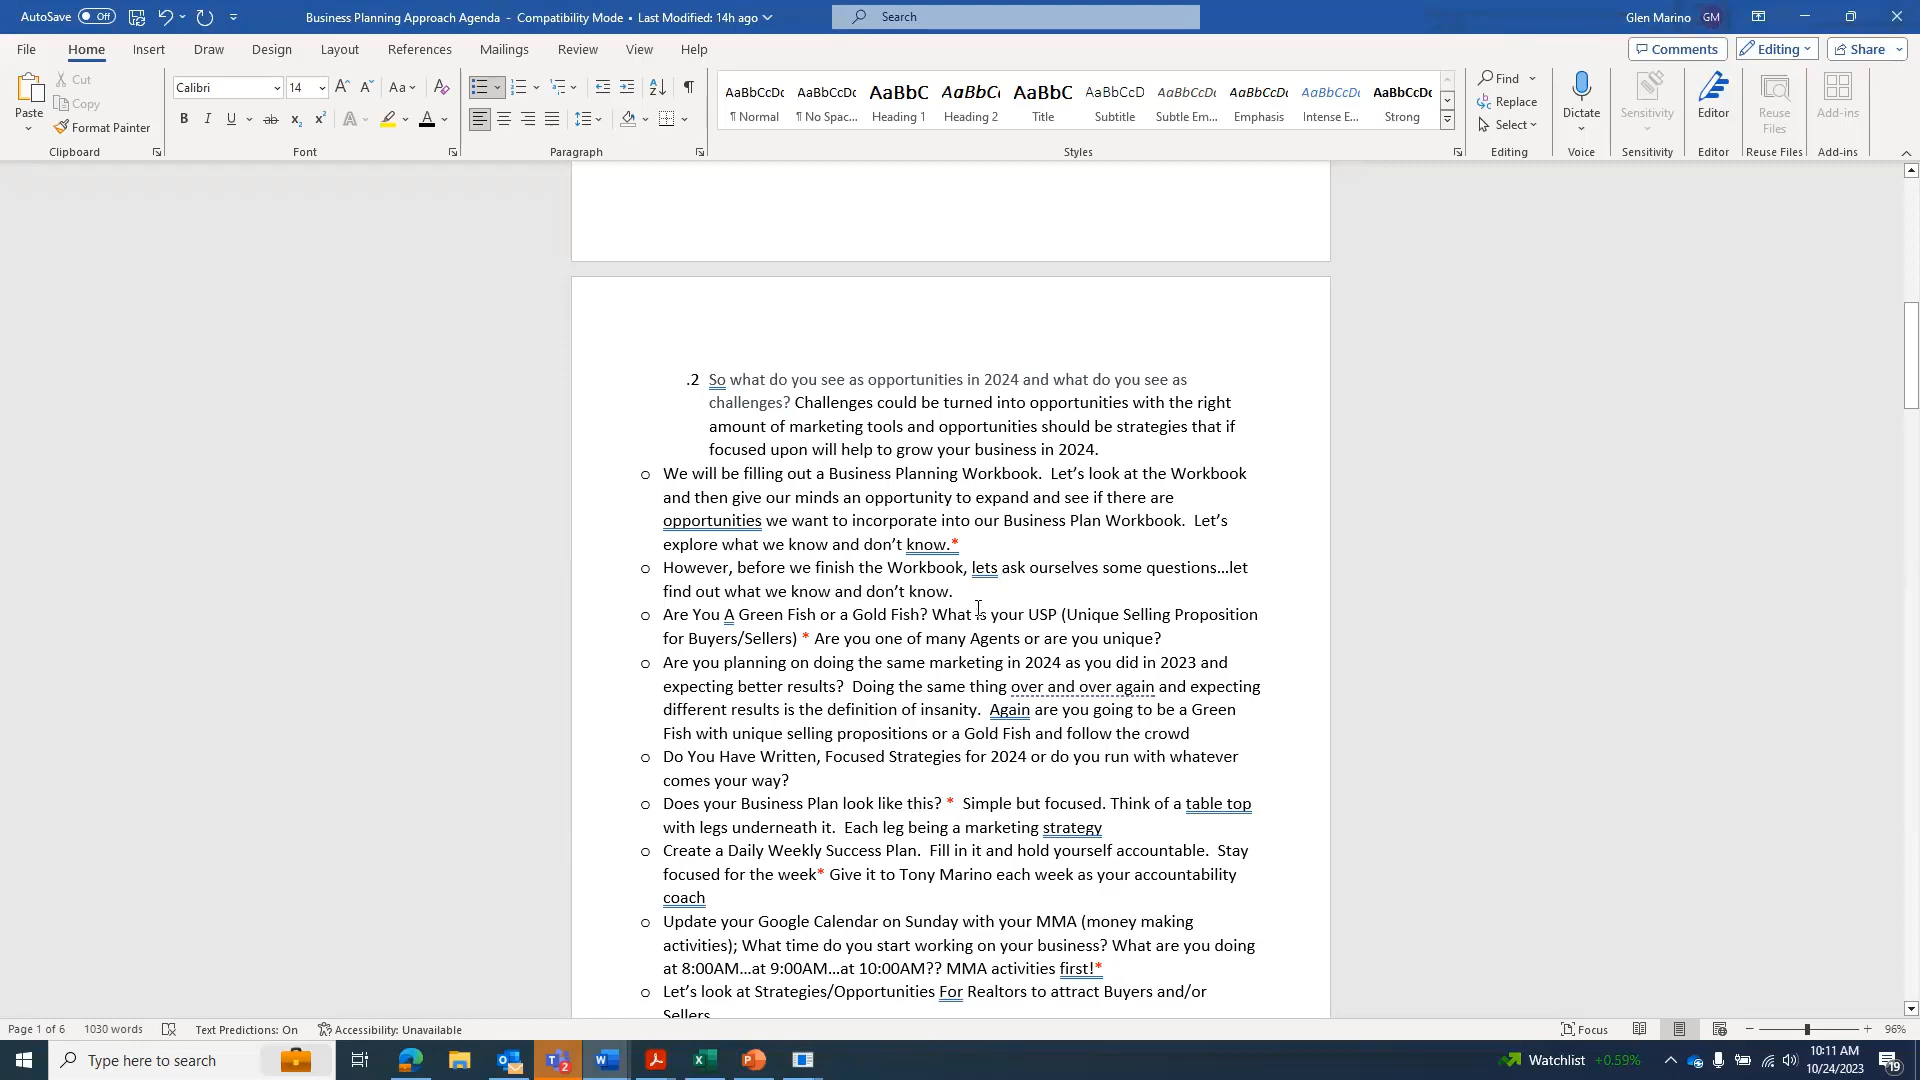 AutoSave Off Business Planning Approach Agenda - Compatibility Mode • Last Modified: 14h ago Search Glen Marino GM
File Home Insert Draw Design Layout References Mailings Review View Help Comments Editing Share
Paste Cut Copy Format Painter Clipboard
Calibri 14 Font
Paragraph
AaBbCcDc AaBbCcDc AaBbC AaBbCc AaBbC AaBbCcD AaBbCcDc AaBbCcDc AaBbCcDc AaBbCcDc
¶ Normal ¶ No Spac... Heading 1 Heading 2 Title Subtitle Subtle Em... Emphasis Intense E... Strong
Styles
Find Replace Select Editing
Dictate Voice
Sensitivity Sensitivity
Editor Editor
Reuse Files Reuse Files
Add-ins Add-ins
.2 So what do you see as opportunities in 2024 and what do you see as
challenges? Challenges could be turned into opportunities with the right
amount of marketing tools and opportunities should be strategies that if
focused upon will help to grow your business in 2024.
o We will be filling out a Business Planning Workbook. Let's look at the Workbook
and then give our minds an opportunity to expand and see if there are
opportunities we want to incorporate into our Business Plan Workbook. Let's
explore what we know and don't know.*
o However, before we finish the Workbook, lets ask ourselves some questions...let
find out what we know and don't know.
o Are You A Green Fish or a Gold Fish? What is your USP (Unique Selling Proposition
for Buyers/Sellers) * Are you one of many Agents or are you unique?
o Are you planning on doing the same marketing in 2024 as you did in 2023 and
expecting better results? Doing the same thing over and over again and expecting
different results is the definition of insanity. Again are you going to be a Green
Fish with unique selling propositions or a Gold Fish and follow the crowd
o Do You Have Written, Focused Strategies for 2024 or do you run with whatever
comes your way?
o Does your Business Plan look like this? * Simple but focused. Think of a table top
with legs underneath it. Each leg being a marketing strategy
o Create a Daily Weekly Success Plan. Fill in it and hold yourself accountable. Stay
focused for the week* Give it to Tony Marino each week as your accountability
coach
o Update your Google Calendar on Sunday with your MMA (money making
activities); What time do you start working on your business? What are you doing
at 8:00AM...at 9:00AM...at 10:00AM?? MMA activities first!*
o Let's look at Strategies/Opportunities For Realtors to attract Buyers and/or
Sellers
Page 1 of 6 1030 words Text Predictions: On Accessibility: Unavailable Focus 96%
Type here to search Watchlist +0.59% 10:11 AM
10/24/2023 19